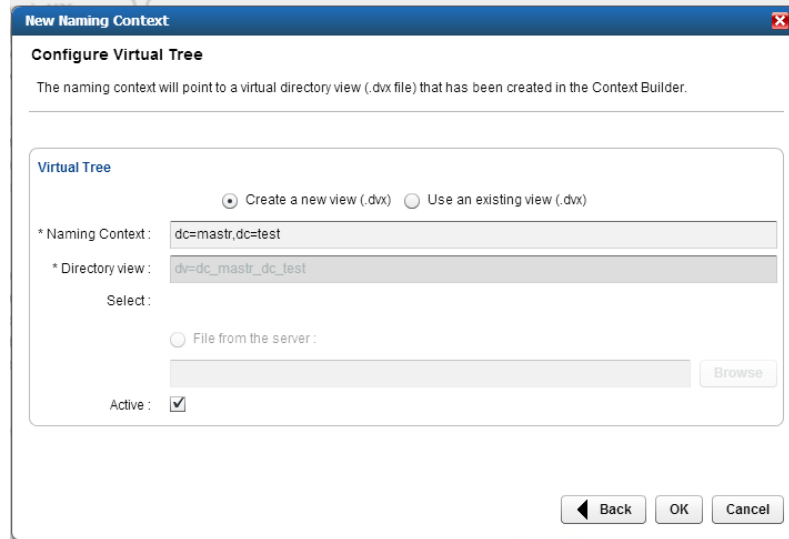 New Naming Context
Configure Virtual Tree
The naming context will point to a virtual directory view (.dvx file) that has been created in the Context Builder.
Virtual Tree
Create a new view (.dvx) Use an existing view (.dvx)
* Naming Context : dc=mastr,dc=test
* Directory view : dv=dc_mastr_dc_test
Select :
File from the server :
Browse
Active :
Back OK Cancel